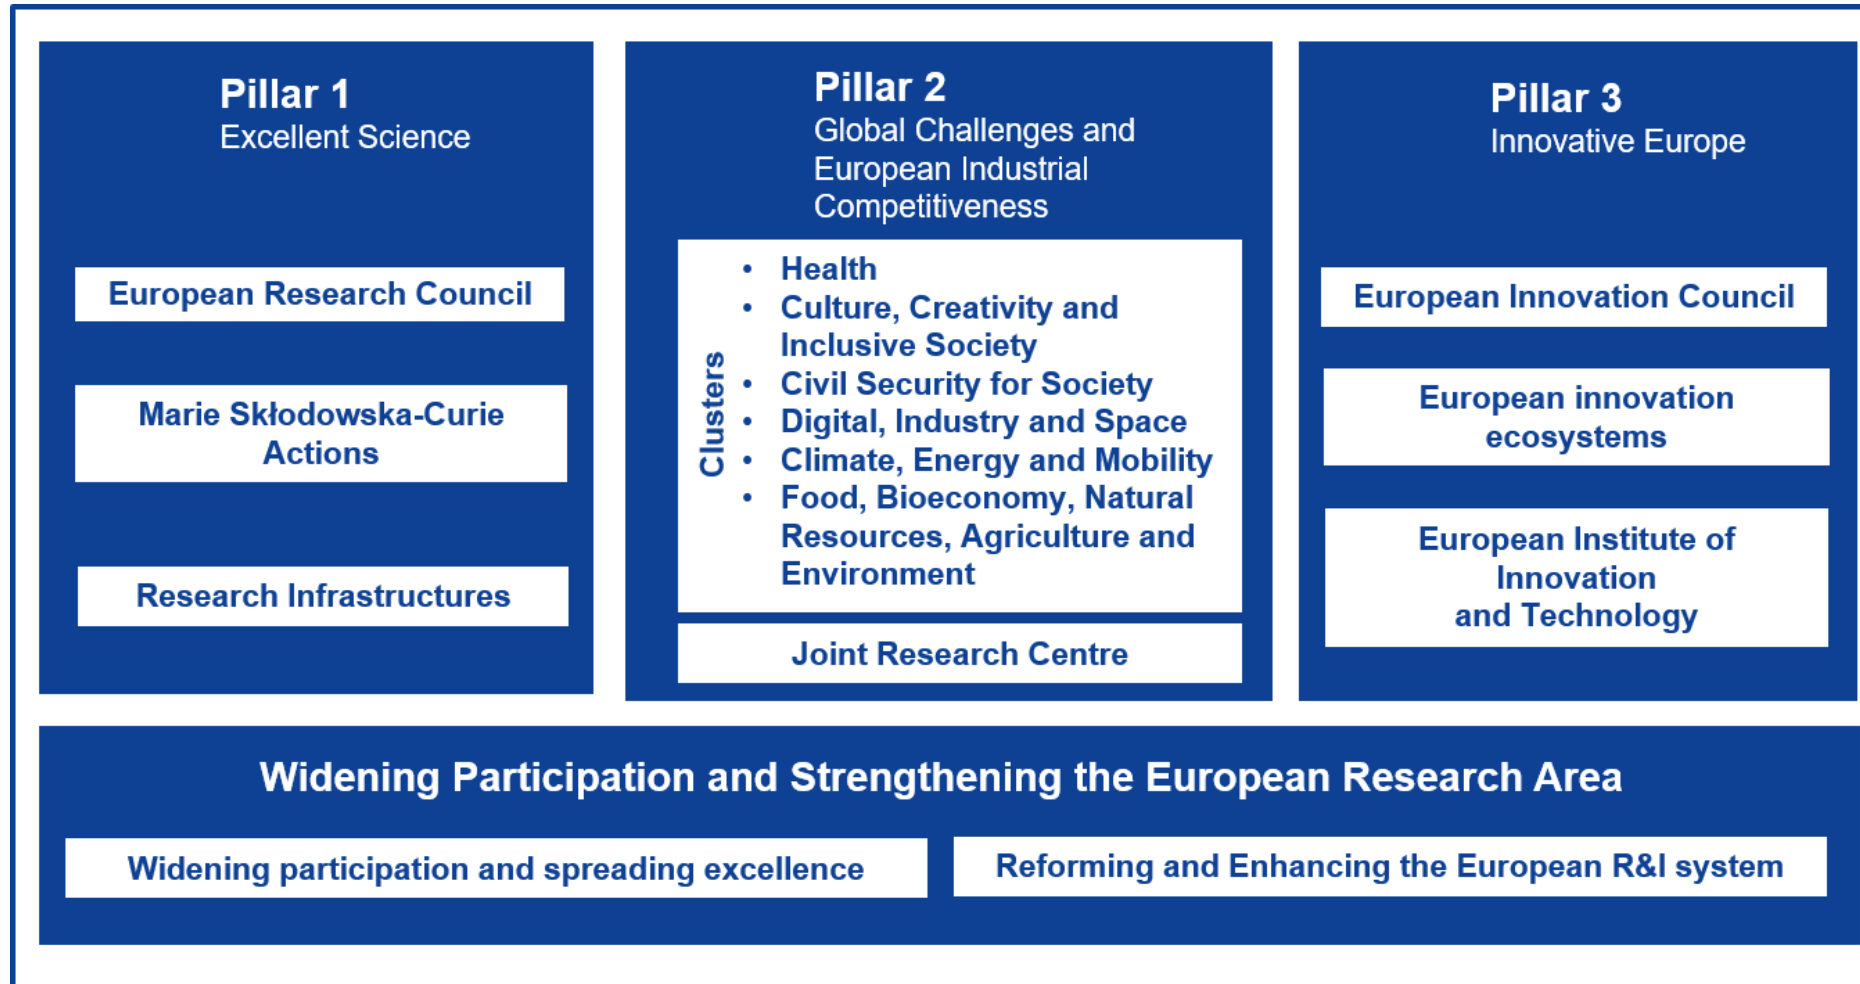 Pillar 1
Excellent Science
European Research Council
Marie Skłodowska-Curie
Actions
Research Infrastructures
Pillar 2
Global Challenges and
European Industrial
Competitiveness
Clusters
• Health
• Culture, Creativity and
Inclusive Society
• Civil Security for Society
• Digital, Industry and Space
• Climate, Energy and Mobility
• Food, Bioeconomy, Natural
Resources, Agriculture and
Environment
Joint Research Centre
Pillar 3
Innovative Europe
European Innovation Council
European innovation
ecosystems
European Institute of
Innovation
and Technology
Widening Participation and Strengthening the European Research Area
Widening participation and spreading excellence
Reforming and Enhancing the European R&I system